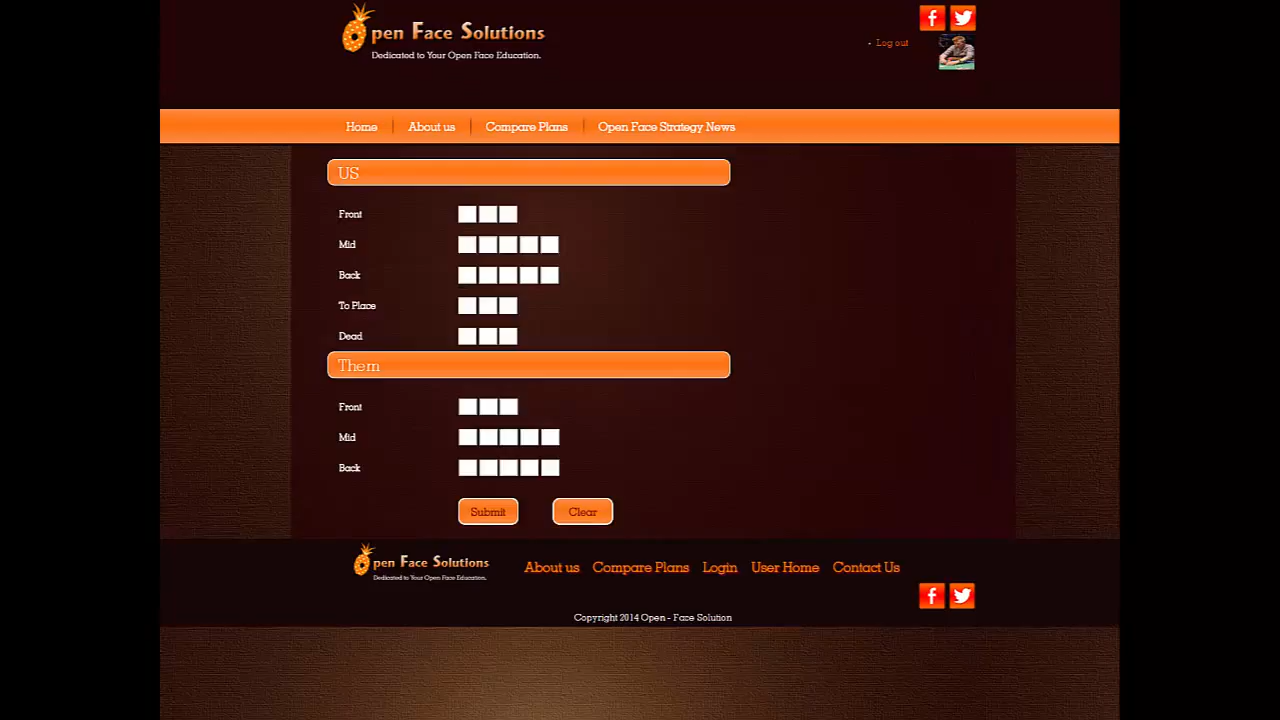 Open Face Solutions
Dedicated to Your Open Face Education.
Log out
Home About us Compare Plans Open Face Strategy News
US
Front
Mid
Back
To Place
Dead
Them
Front
Mid
Back
Submit Clear
Open Face Solutions
Dedicated to Your Open Face Education.
About us Compare Plans Login User Home Contact Us
Copyright 2014 Open - Face Solution